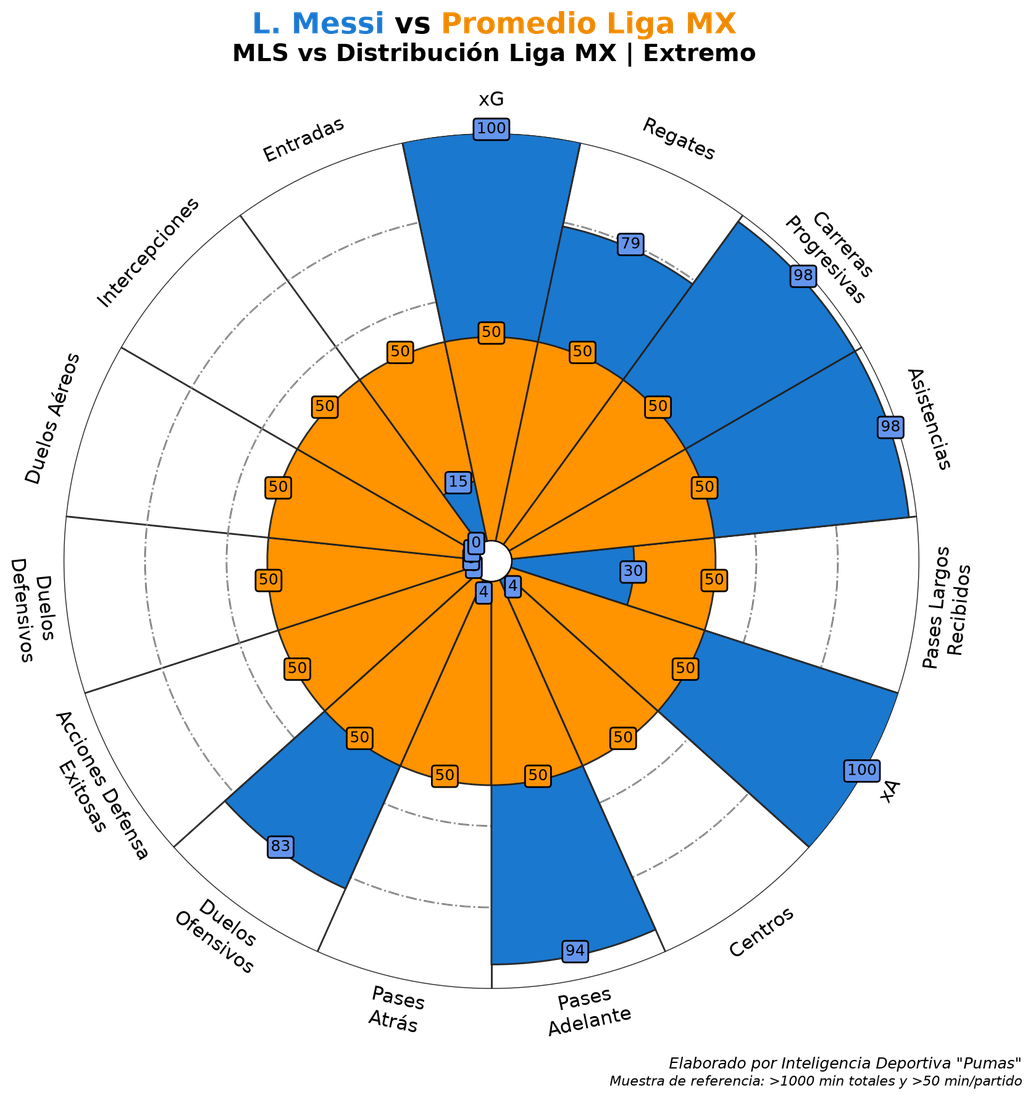 L. Messi vs Promedio Liga MX
MLS vs Distribución Liga MX | Extremo
xG
100
50
Regates
79
50
Carreras
Progresivas
98
50
Asistencias
98
50
Pases Largos
Recibidos
30
50
xA
100
50
Centros
4
50
Pases
Adelante
94
50
Pases
Atrás
4
50
Duelos
Ofensivos
83
50
Acciones Defensa
Exitosas
50
Duelos
Defensivos
50
Duelos Aéreos
50
Intercepciones
0
50
Entradas
15
50
Elaborado por Inteligencia Deportiva "Pumas"
Muestra de referencia: >1000 min totales y >50 min/partido